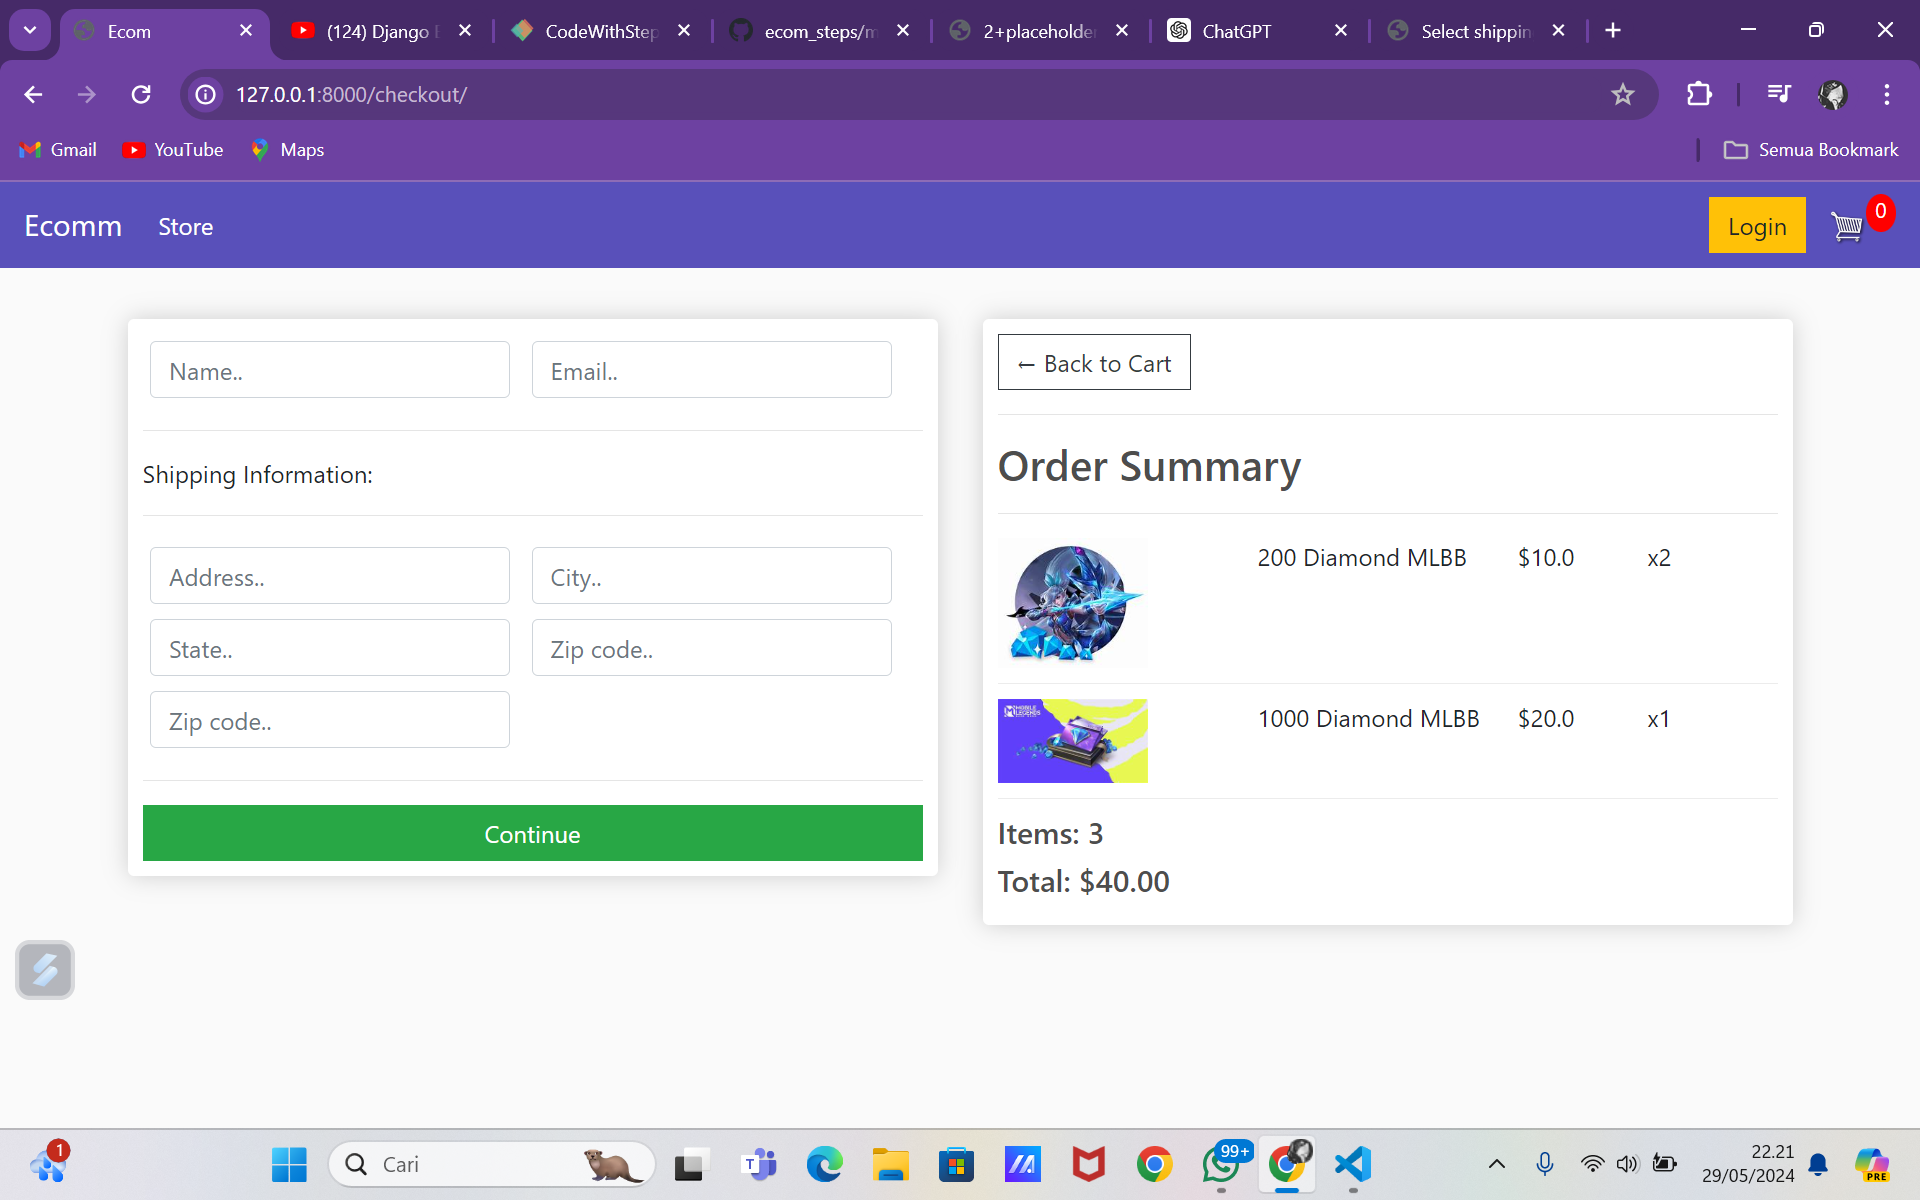 Ecom
(124) Django E
CodeWithStep
ecom_steps/m
2+placeholder
ChatGPT
Select shippin
127.0.0.1:8000/checkout/
Gmail
YouTube
Maps
Semua Bookmark
Ecomm
Store
Login
0
Name..
Email..
Shipping Information:
Address..
City..
State..
Zip code..
Zip code..
Continue
← Back to Cart
Order Summary
200 Diamond MLBB
$10.0
x2
MOBILE
LEGENDS
1000 Diamond MLBB
$20.0
x1
Items: 3
Total: $40.00
1
Cari
T
99+
22.21
29/05/2024
PRE